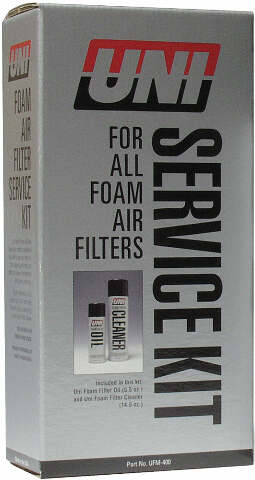 UNI
FOAM
AIR
FILTER
SERVICE
KIT
UNI
FOR
ALL
FOAM
AIR
FILTERS
SERVICE KIT
UNI
OIL
UNI
CLEANER
Included in this kit:
Uni Foam Filter Oil (5.5 oz.)
and Uni Foam Filter Cleaner
(14.5 oz.)
Part No. UFM-400